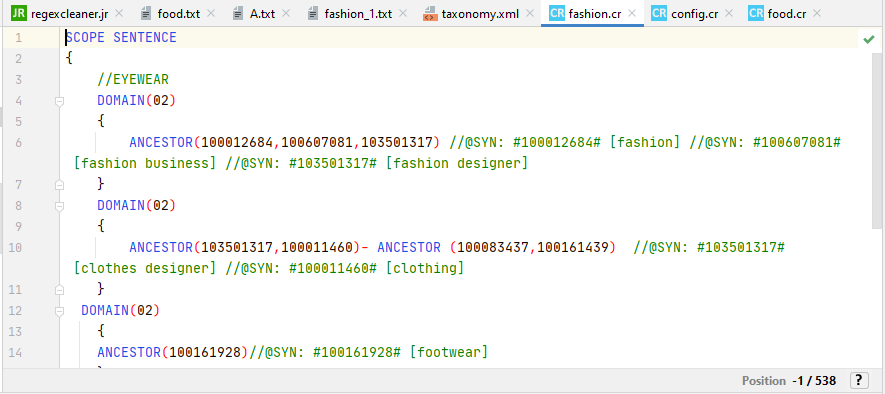 JR regexcleaner.jr food.txt A.txt fashion_1.txt taxonomy.xml CR fashion.cr CR config.cr CR food.cr
1 SCOPE SENTENCE
2 {
3 //EYEWEAR
4 DOMAIN(02)
5 {
6 ANCESTOR(100012684,100607081,103501317) //@SYN: #100012684# [fashion] //@SYN: #100607081#
[fashion business] //@SYN: #103501317# [fashion designer]
7 }
8 DOMAIN(02)
9 {
10 ANCESTOR(103501317,100011460)- ANCESTOR (100083437,100161439) //@SYN: #103501317#
[clothes designer] //@SYN: #100011460# [clothing]
11 }
12 DOMAIN(02)
13 {
14 ANCESTOR(100161928)//@SYN: #100161928# [footwear]
Position -1 / 538 ?